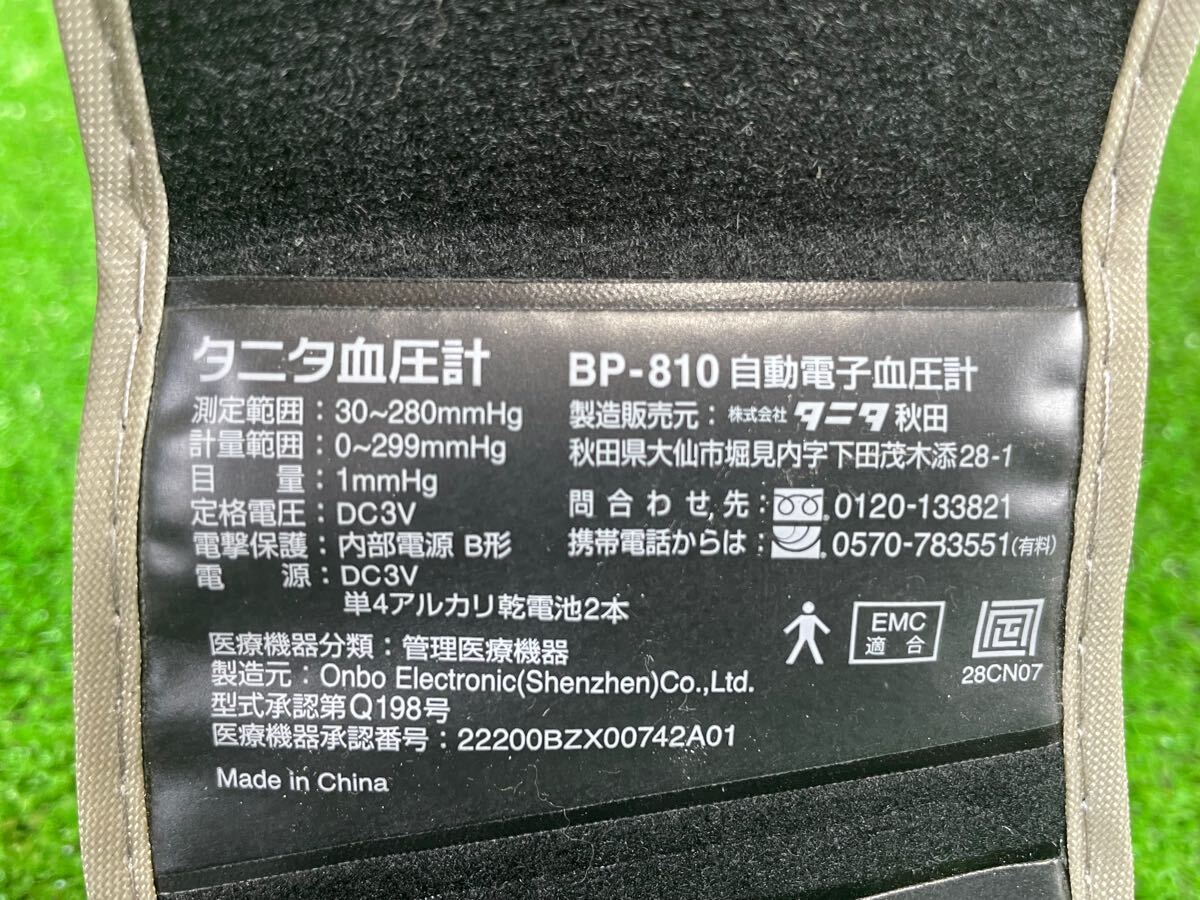 タニタ血圧計
測定範囲：30~280mmHg
計量範囲：0~299mmHg
目　　量：1mmHg
定格電圧：DC3V
電撃保護：内部電源 B形
電　　源：DC3V
単4アルカリ乾電池2本
医療機器分類：管理医療機器
製造元：Onbo Electronic(Shenzhen)Co.,Ltd.
型式承認第Q198号
医療機器承認番号：22200BZX00742A01
Made in China
BP-810 自動電子血圧計
製造販売元：株式会社 タニタ 秋田
秋田県大仙市堀見内字下田茂木添28-1
問合わせ先：0120-133821
携帯電話からは：0570-783551(有料)
EMC
適合
28CN07